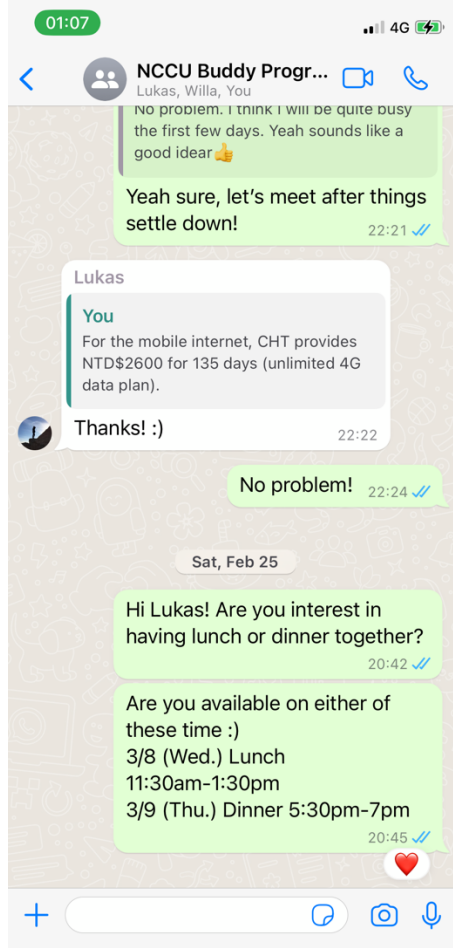 01:07
4G
NCCU Buddy Progr...
Lukas, Willa, You
No problem. I think I will be quite busy
the first few days. Yeah sounds like a
good idear👍
Yeah sure, let's meet after things
settle down!
22:21
Lukas
You
For the mobile internet, CHT provides
NTD$2600 for 135 days (unlimited 4G
data plan).
Thanks! :)
22:22
No problem!
22:24
Sat, Feb 25
Hi Lukas! Are you interest in
having lunch or dinner together?
20:42
Are you available on either of
these time :)
3/8 (Wed.) Lunch
11:30am-1:30pm
3/9 (Thu.) Dinner 5:30pm-7pm
20:45